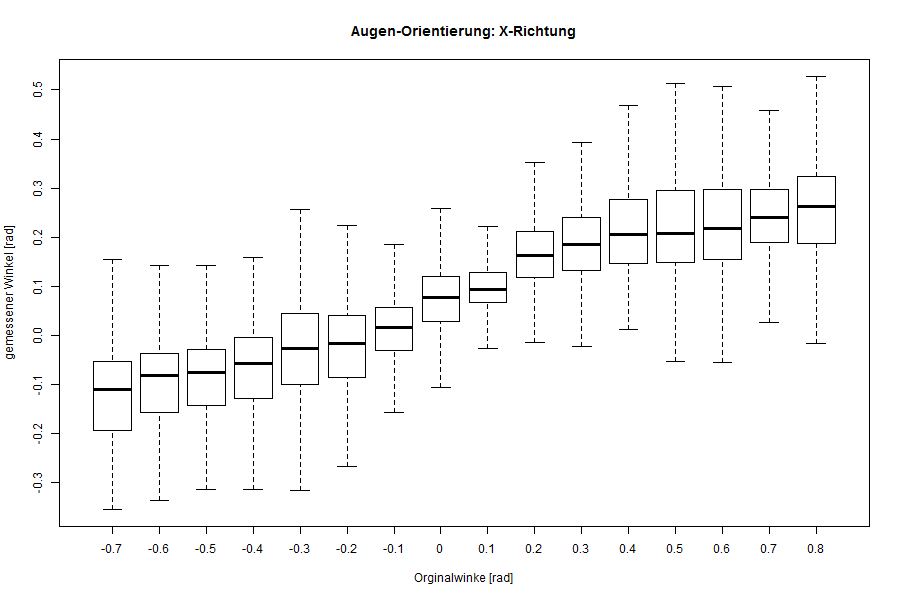 Augen-Orientierung: X-Richtung
gemessener Winkel [rad]
0.5
0.4
0.3
0.2
0.1
0.0
-0.1
-0.2
-0.3
-0.7 -0.6 -0.5 -0.4 -0.3 -0.2 -0.1 0 0.1 0.2 0.3 0.4 0.5 0.6 0.7 0.8
Orginalwinke [rad]